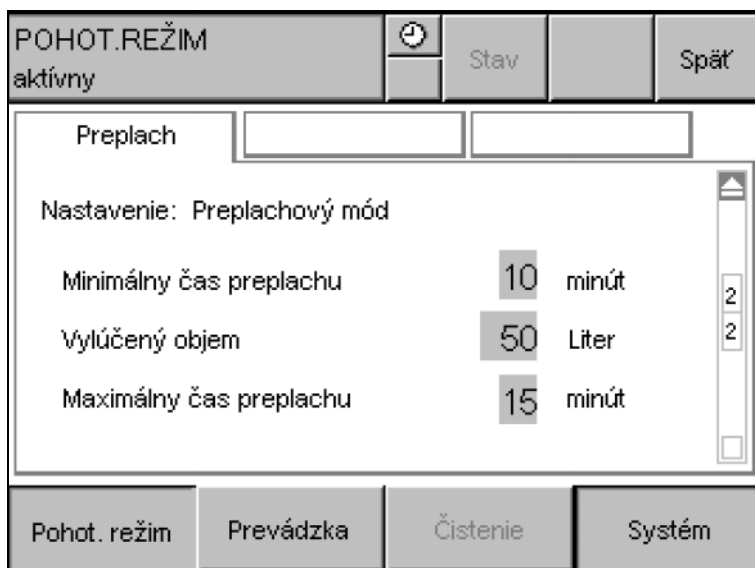 POHOT.REŽIM
aktívny
Stav
Späť
Preplach
Nastavenie: Preplachový mód
Minimálny čas preplachu 10 minút
Vylúčený objem 50 Liter
Maximálny čas preplachu 15 minút
2
2
Pohot. režim
Prevádzka
Čistenie
Systém